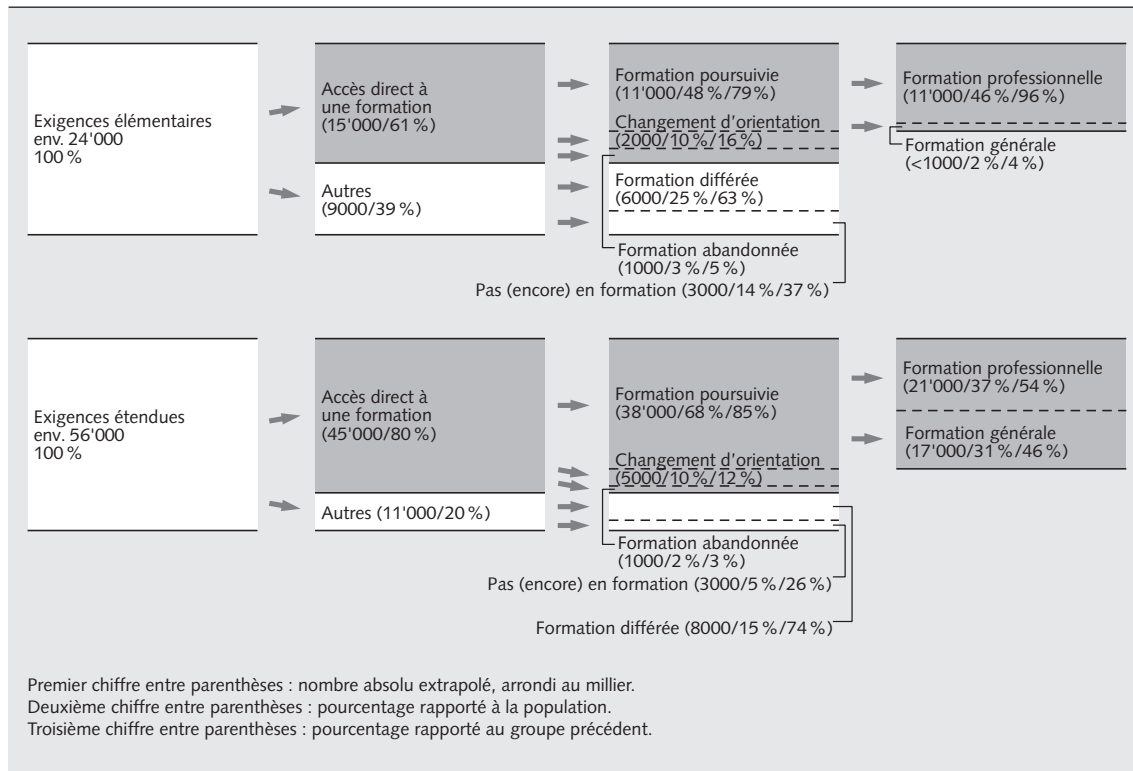 Exigences élémentaires
env. 24'000
100 %
Accès direct à
une formation
(15'000/61 %)
Autres
(9000/39 %)
Formation poursuivie
(11'000/48 %/79 %)
Changement d'orientation
(2000/10 %/16 %)
Formation différée
(6000/25 %/63 %)
Formation abandonnée
(1000/3 %/5 %)
Pas (encore) en formation (3000/14 %/37 %)
Formation professionnelle
(11'000/46 %/96 %)
Formation générale
(<1000/2 %/4 %)
Exigences étendues
env. 56'000
100 %
Accès direct à
une formation
(45'000/80 %)
Autres (11'000/20 %)
Formation poursuivie
(38'000/68 %/85%)
Changement d'orientation
(5000/10 %/12 %)
Formation abandonnée
(1000/2 %/3 %)
Pas (encore) en formation (3000/5 %/26 %)
Formation différée (8000/15 %/74 %)
Formation professionnelle
(21'000/37 %/54 %)
Formation générale
(17'000/31 %/46 %)
Premier chiffre entre parenthèses : nombre absolu extrapolé, arrondi au millier.
Deuxième chiffre entre parenthèses : pourcentage rapporté à la population.
Troisième chiffre entre parenthèses : pourcentage rapporté au groupe précédent.